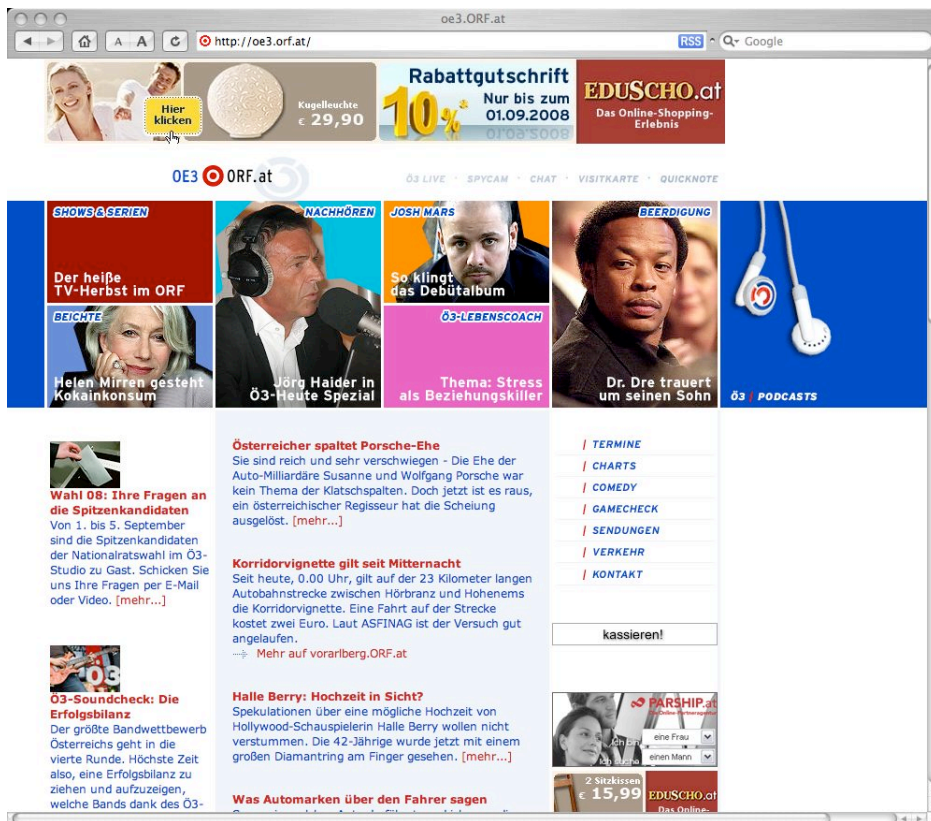 oe3.ORF.at
A A
http://oe3.orf.at/
RSS
Google
Hier
klicken
Kugelleuchte
€ 29,90
Rabattgutschrift
10%*
Nur bis zum
01.09.2008
EDUSCHO.at
Das Online-Shopping-
Erlebnis
OE3 ORF.at
Ö3 LIVE · SPYCAM · CHAT · VISITKARTE · QUICKNOTE
SHOWS & SERIEN
Der heiße
TV-Herbst im ORF
BEICHTE
Helen Mirren gesteht
Kokainkonsum
NACHHÖREN
Jörg Haider in
Ö3-Heute Spezial
JOSH MARS
So klingt
das Debütalbum
Ö3-LEBENSCOACH
Thema: Stress
als Beziehungskiller
BEERDIGUNG
Dr. Dre trauert
um seinen Sohn
Ö3 / PODCASTS
Wahl 08: Ihre Fragen an
die Spitzenkandidaten
Von 1. bis 5. September
sind die Spitzenkandidaten
der Nationalratswahl im Ö3-
Studio zu Gast. Schicken Sie
uns Ihre Fragen per E-Mail
oder Video. [mehr...]
Ö3
Ö3-Soundcheck: Die
Erfolgsbilanz
Der größte Bandwettbewerb
Österreichs geht in die
vierte Runde. Höchste Zeit
also, eine Erfolgsbilanz zu
ziehen und aufzuzeigen,
welche Bands dank des Ö3-
Österreicher spaltet Porsche-Ehe
Sie sind reich und sehr verschwiegen - Die Ehe der
Auto-Milliardäre Susanne und Wolfgang Porsche war
kein Thema der Klatschspalten. Doch jetzt ist es raus,
ein österreichischer Regisseur hat die Scheiung
ausgelöst. [mehr...]
Korridorvignette gilt seit Mitternacht
Seit heute, 0.00 Uhr, gilt auf der 23 Kilometer langen
Autobahnstrecke zwischen Hörbranz und Hohenems
die Korridorvignette. Eine Fahrt auf der Strecke
kostet zwei Euro. Laut ASFINAG ist der Versuch gut
angelaufen.
Mehr auf vorarlberg.ORF.at
Halle Berry: Hochzeit in Sicht?
Spekulationen über eine mögliche Hochzeit von
Hollywood-Schauspielerin Halle Berry wollen nicht
verstummen. Die 42-Jährige wurde jetzt mit einem
großen Diamantring am Finger gesehen. [mehr...]
Was Automarken über den Fahrer sagen
/ TERMINE
/ CHARTS
/ COMEDY
/ GAMECHECK
/ SENDUNGEN
/ VERKEHR
/ KONTAKT
kassieren!
PARSHIP.at
Die Online-Partneragentur
Ich bin
eine Frau
Ich suche
einen Mann
2 Sitzkissen
€ 15,99
EDUSCHO.at
Das Online-